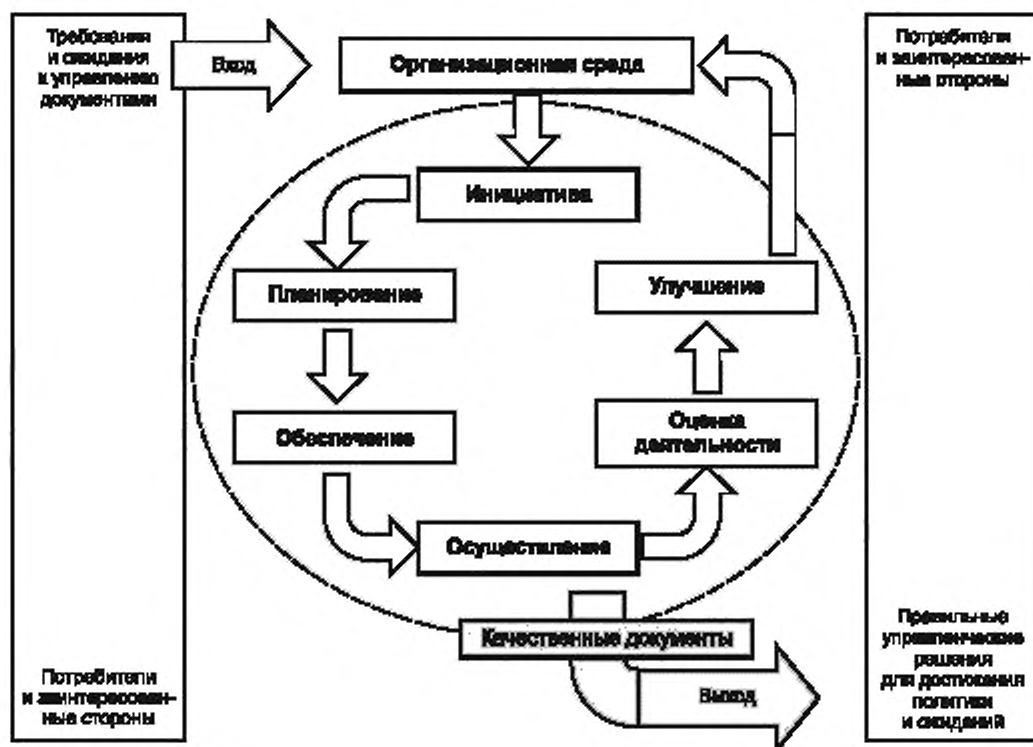 Требования
и ожидания
к управлению
документами
Вход
Организационная среда
Потребители
и заинтересован-
ные стороны
Инициатива
Планирование
Улучшение
Обеспечение
Оценка
деятельности
Осуществление
Качественные документы
Выход
Потребители
и заинтересован-
ные стороны
Правильные
управленческие
решения
для достижения
политики
и ожиданий